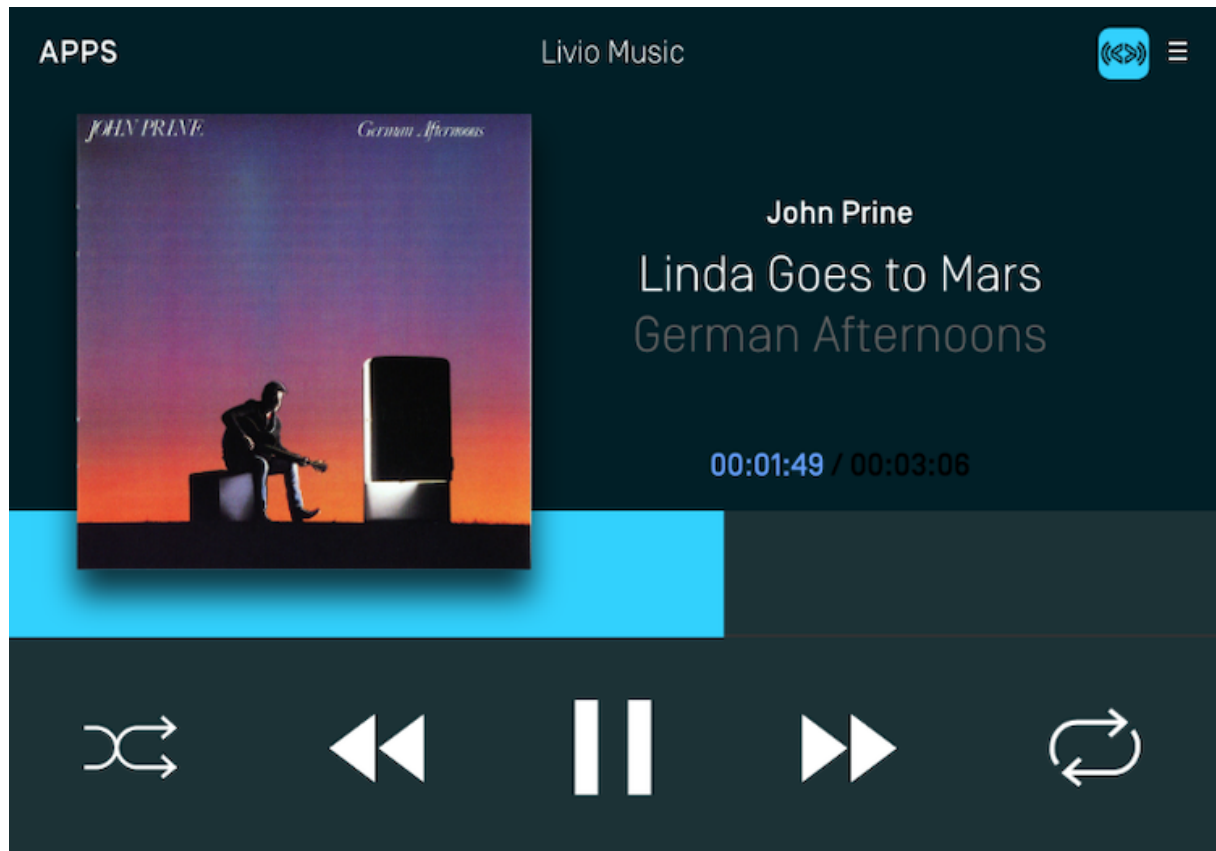 APPS
Livio Music
JOHN PRINE
German Afternoons
John Prine
Linda Goes to Mars
German Afternoons
00:01:49 / 00:03:06